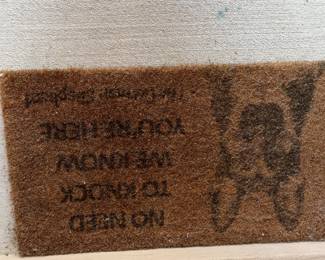 NO NEED
TO KNOCK
WE KNOW
YOU'RE HERE
The German Shepherd